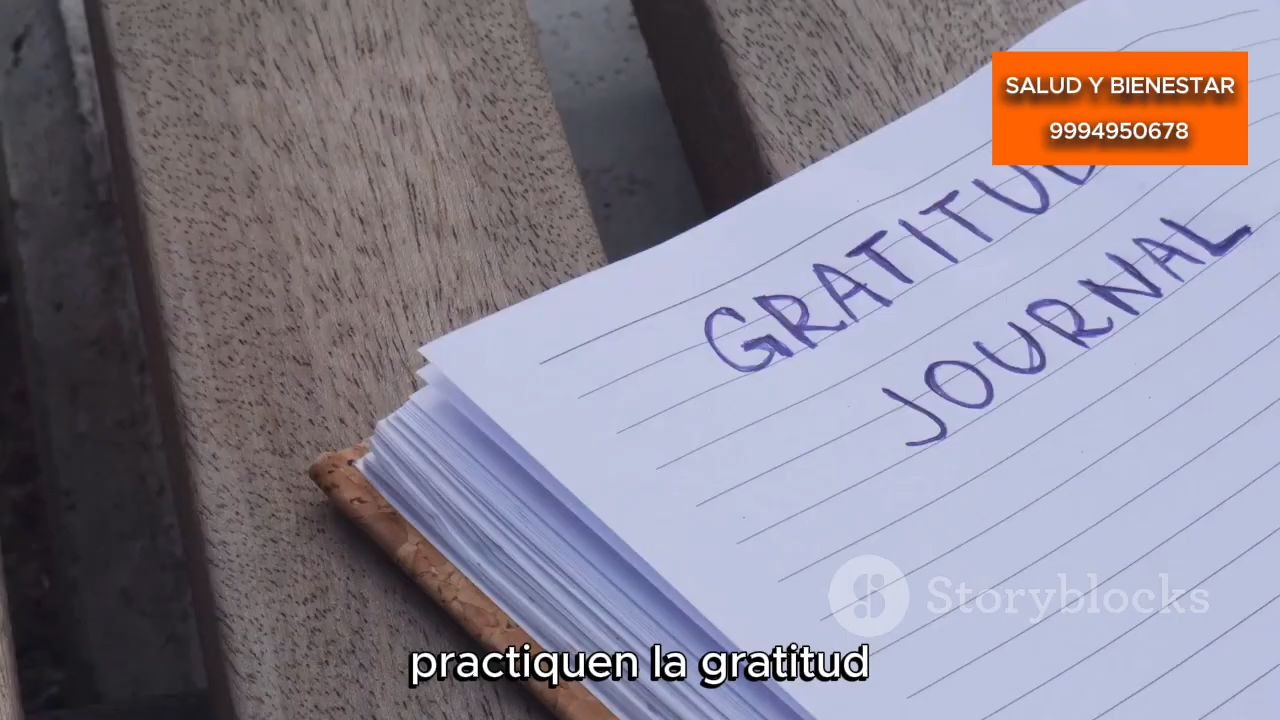 SALUD Y BIENESTAR
9994950678
GRATITUD
JOURNAL
Storyblocks
practiquen la gratitud